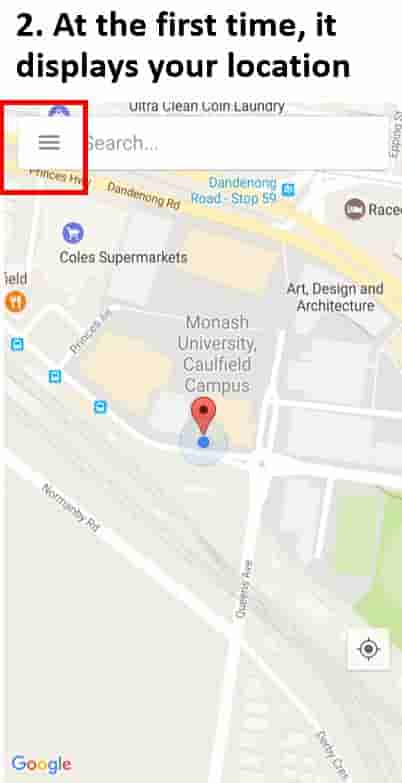 2. At the first time, it
displays your location
Ultra Clean Coin Laundry
Epping St
Search...
Princes Hwy
Dandenong Rd
Dandenong
Road - Stop 59
Race
Coles Supermarkets
ield
Art, Design and
Architecture
Princes
Monash
University,
Caulfield
Campus
Normanby Rd
Queens Ave
Derby Cres
Google